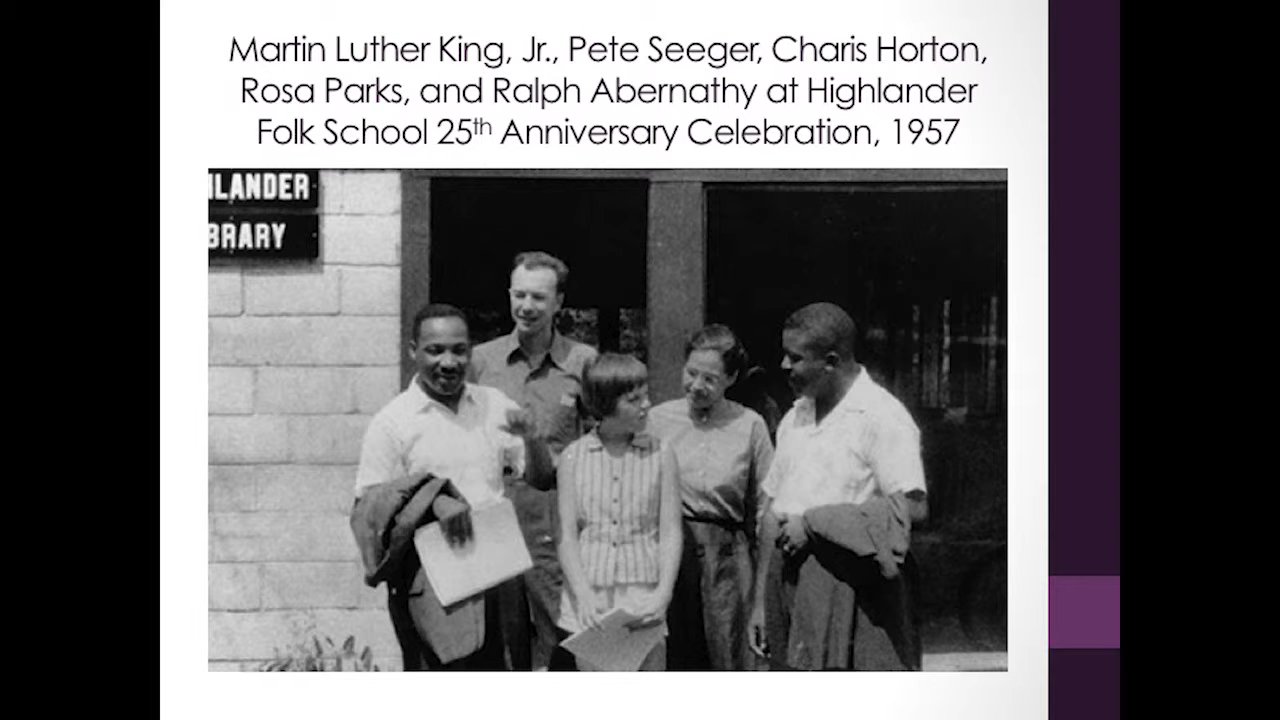 Martin Luther King, Jr., Pete Seeger, Charis Horton,
Rosa Parks, and Ralph Abernathy at Highlander
Folk School 25th Anniversary Celebration, 1957
HLANDER
BRARY